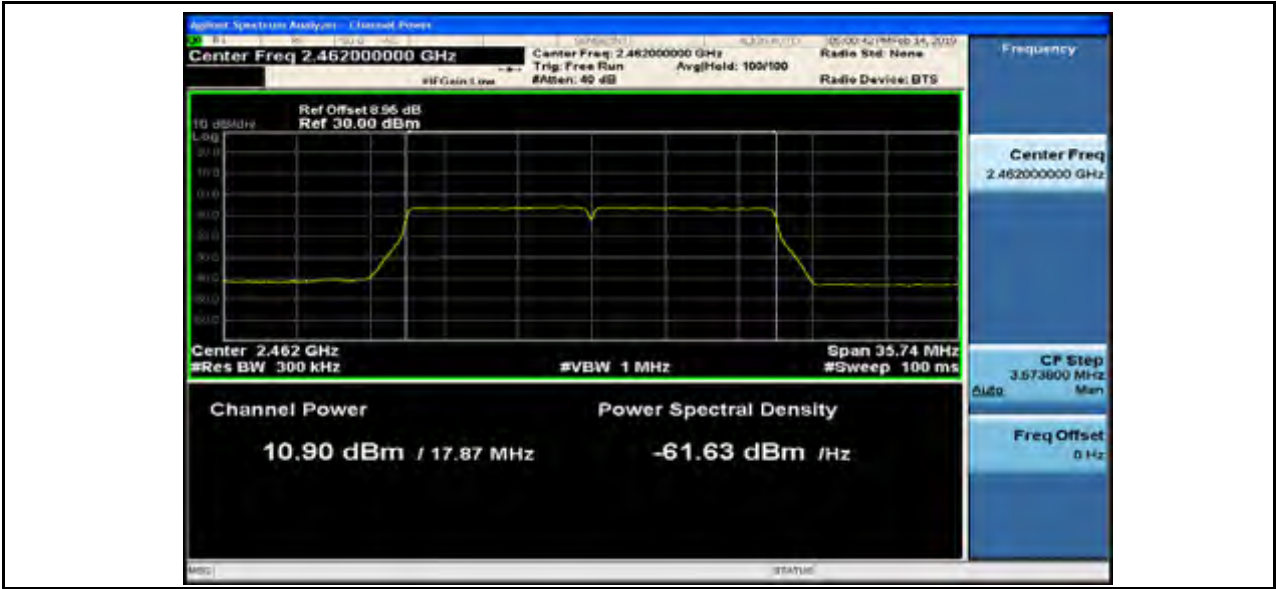 Agilent Spectrum Analyzer - Channel Power
Center Freq 2.462000000 GHz
Center Freq: 2.462000000 GHz
Radio Std: None
Trig: Free Run Avg|Hold: 100/100
#IFGain:Low
#Atten: 40 dB
Radio Device: BTS
Ref Offset 8.95 dB
10 dB/div Ref 30.00 dBm
Log
Center 2.462 GHz
Span 35.74 MHz
#Res BW 300 kHz
#VBW 1 MHz
#Sweep 100 ms
Channel Power
Power Spectral Density
10.90 dBm / 17.87 MHz
-61.63 dBm /Hz
MSG
STATUS
Frequency
Center Freq
2.462000000 GHz
CF Step
MHz
Auto Man
Freq Offset
0 Hz